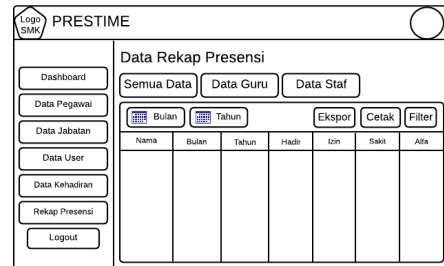 Logo
SMK
PRESTIME
Dashboard
Data Pegawai
Data Jabatan
Data User
Data Kehadiran
Rekap Presensi
Logout
Data Rekap Presensi
Semua Data Data Guru Data Staf
Bulan Tahun Ekspor Cetak Filter
Nama Bulan Tahun Hadir Izin Sakit Alfa